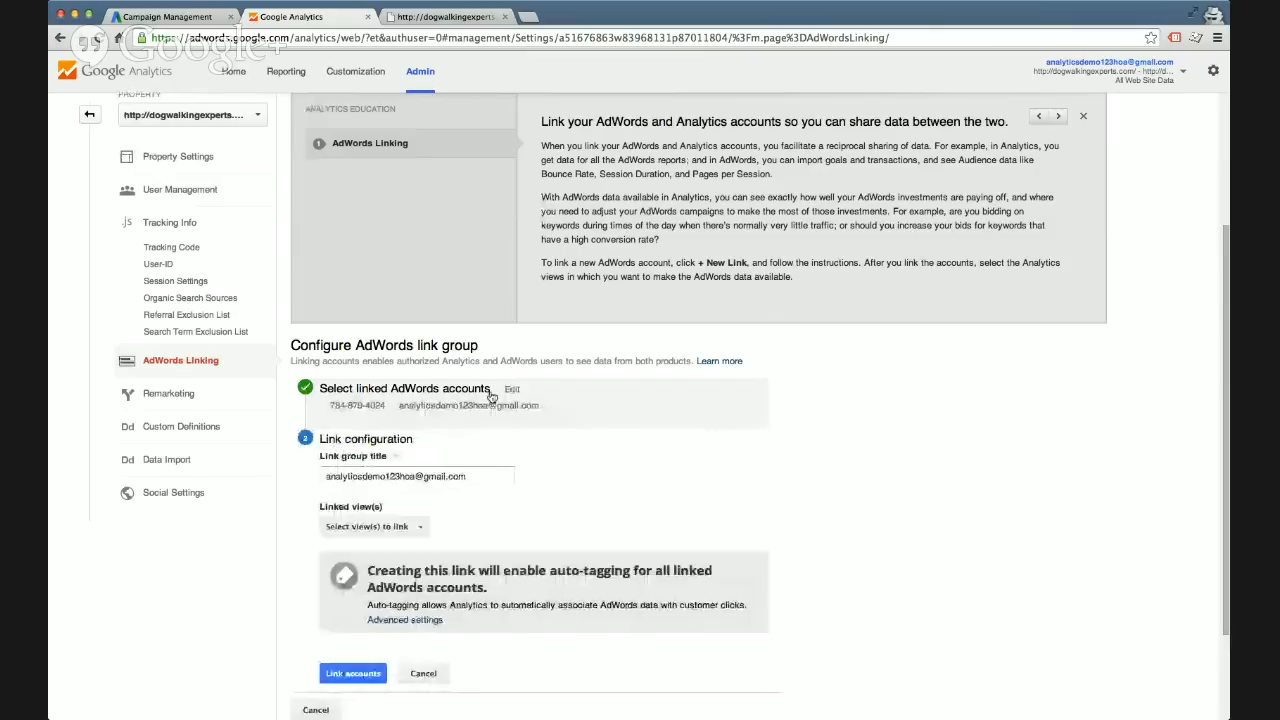 Campaign Management
Google Analytics
http://dogwalkingexperts
https://adwords.google.com/analytics/web/?et&authuser=0#management/Settings/a51676863w83968131p87011804/%3Fm.page%3DAdWordsLinking/
Google+
Google Analytics
Home
Reporting
Customization
Admin
analyticsdemo123hoa@gmail.com
http://dogwalkingexperts.com/ - http://d...
All Web Site Data
PROPERTY
http://dogwalkingexperts....
Property Settings
User Management
JS Tracking Info
Tracking Code
User-ID
Session Settings
Organic Search Sources
Referral Exclusion List
Search Term Exclusion List
AdWords Linking
Remarketing
Dd Custom Definitions
Dd Data Import
Social Settings
ANALYTICS EDUCATION
1 AdWords Linking
Link your AdWords and Analytics accounts so you can share data between the two.
When you link your AdWords and Analytics accounts, you facilitate a reciprocal sharing of data. For example, in Analytics, you
get data for all the AdWords reports; and in AdWords, you can import goals and transactions, and see Audience data like
Bounce Rate, Session Duration, and Pages per Session.
With AdWords data available in Analytics, you can see exactly how well your AdWords investments are paying off, and where
you need to adjust your AdWords campaigns to make the most of those investments. For example, are you bidding on
keywords during times of the day when there's normally very little traffic; or should you increase your bids for keywords that
have a high conversion rate?
To link a new AdWords account, click + New Link, and follow the instructions. After you link the accounts, select the Analytics
views in which you want to make the AdWords data available.
Configure AdWords link group
Linking accounts enables authorized Analytics and AdWords users to see data from both products. Learn more
Select linked AdWords accounts Edit
784-879-4024 analyticsdemo123hoa@gmail.com
2 Link configuration
Link group title
analyticsdemo123hoa@gmail.com
Linked view(s)
Select view(s) to link
Creating this link will enable auto-tagging for all linked
AdWords accounts.
Auto-tagging allows Analytics to automatically associate AdWords data with customer clicks.
Advanced settings
Link accounts
Cancel
Cancel